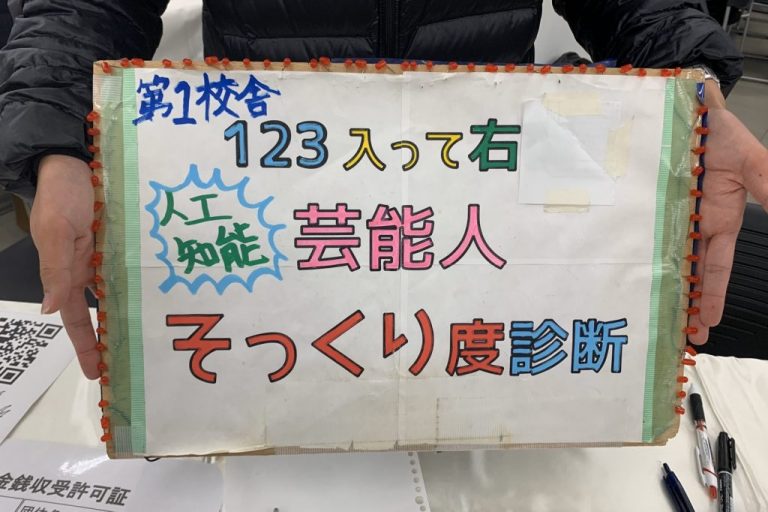 第1校舎
123 入って右
人工
知能
芸能人
そっくり度診断
金銭収受許可証